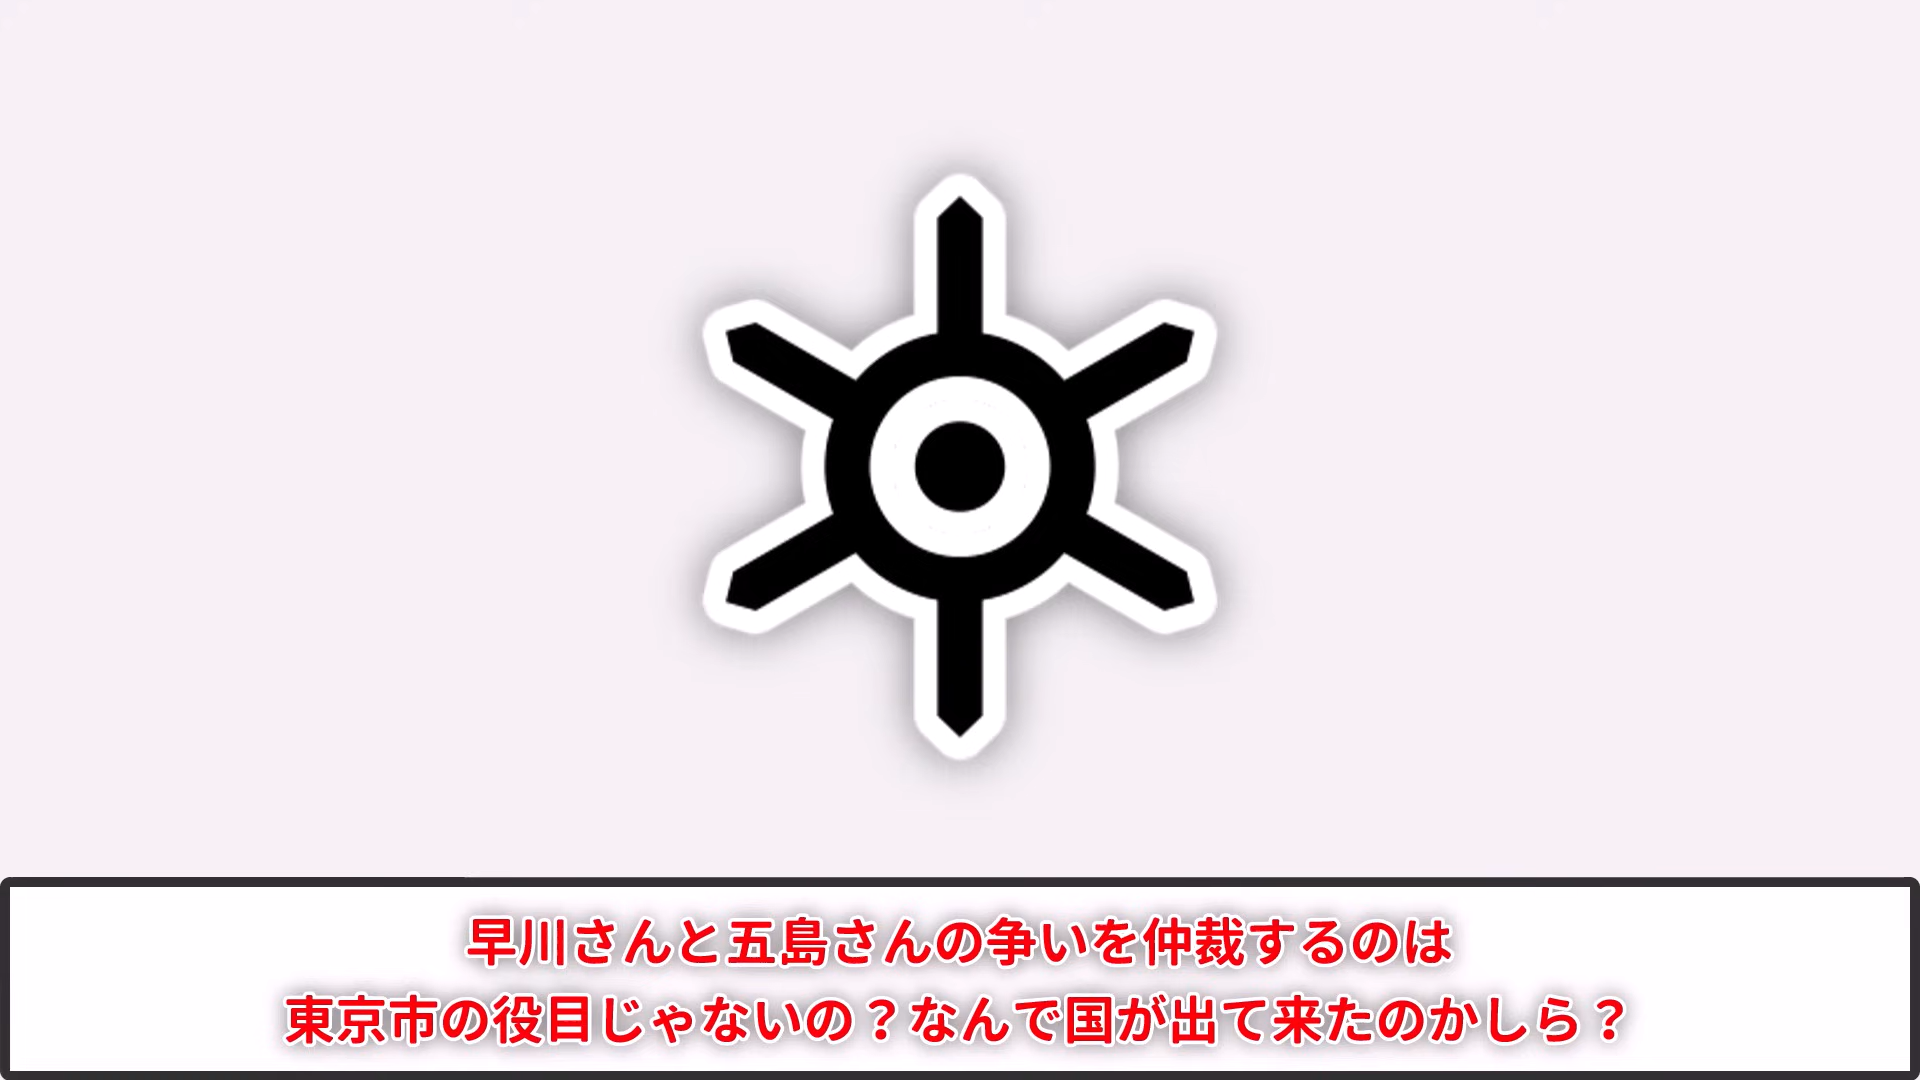 早川さんと五島さんの争いを仲裁するのは
東京市の役目じゃないの？なんで国が出て来たのかしら？